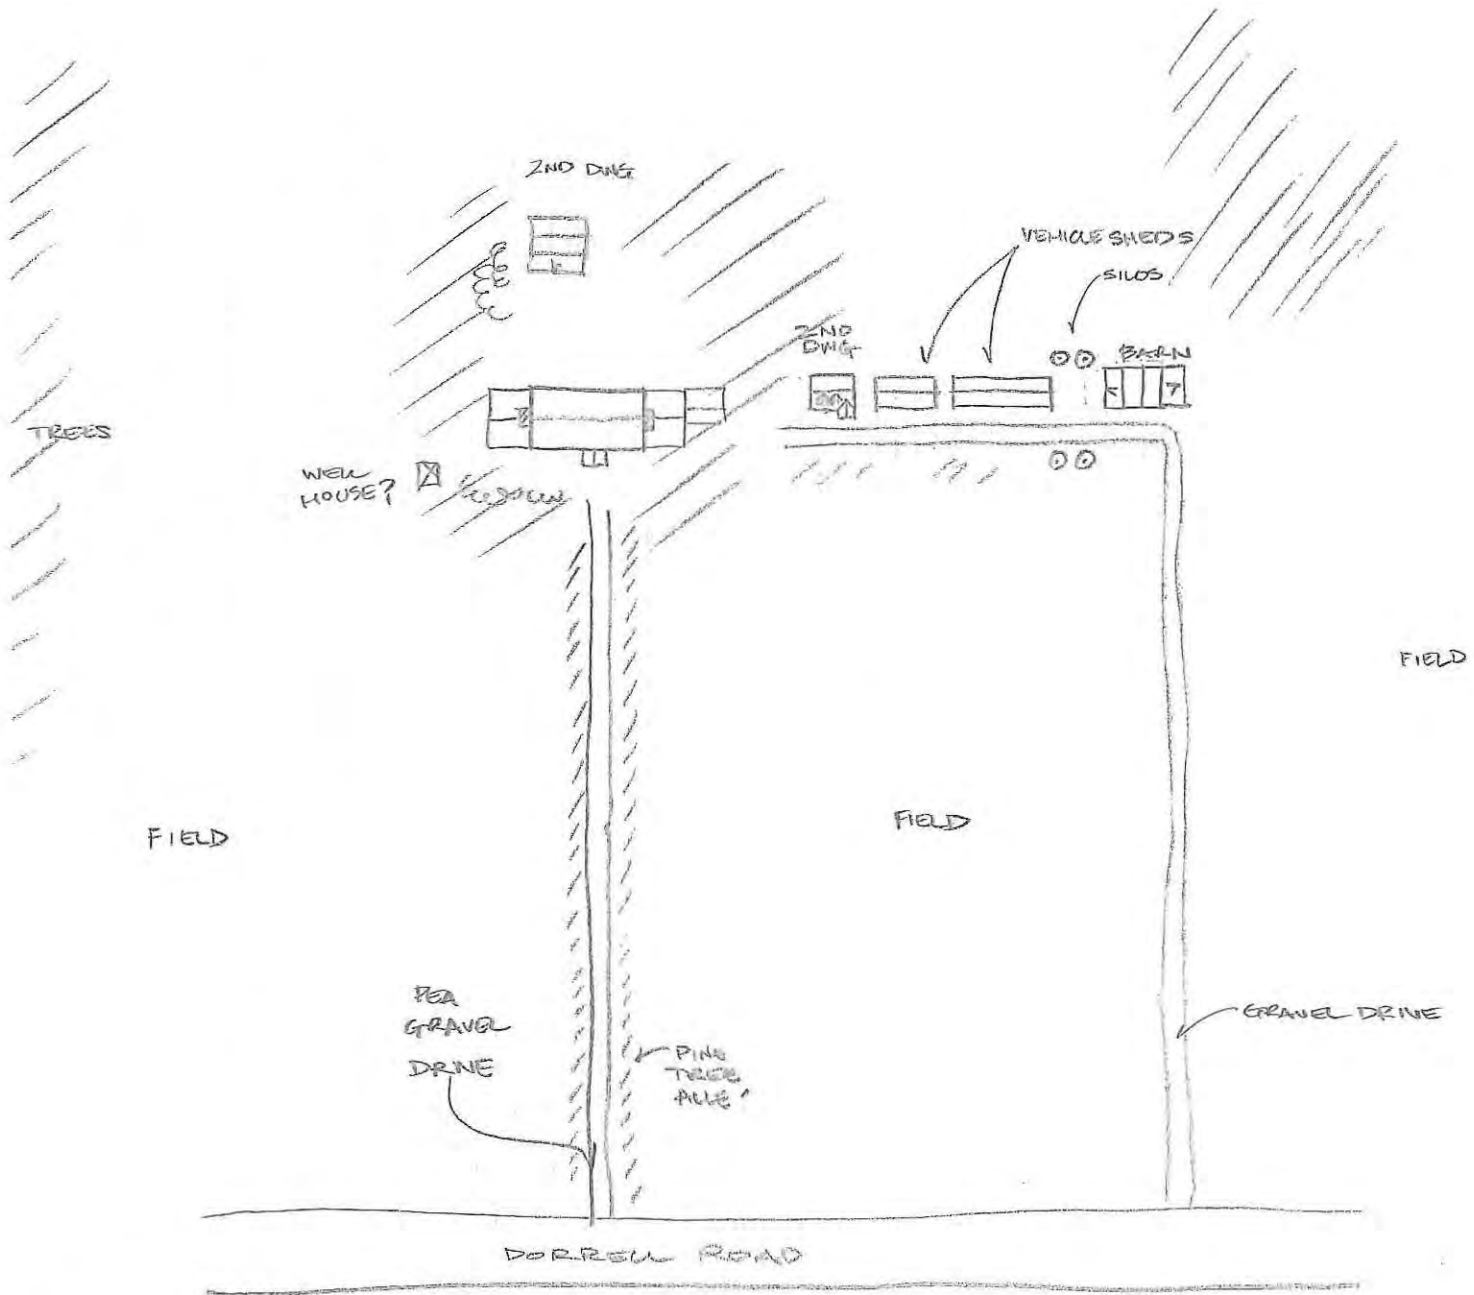 2ND DWG
VEHICLE SHEDS
SILOS
2ND
DWG
BARN
TREES
WELL
HOUSE?
FIELD
FIELD
FIELD
PEA
GRAVEL
DRIVE
PINE
TREE
ALLE'
GRAVEL DRIVE
DORRELL ROAD